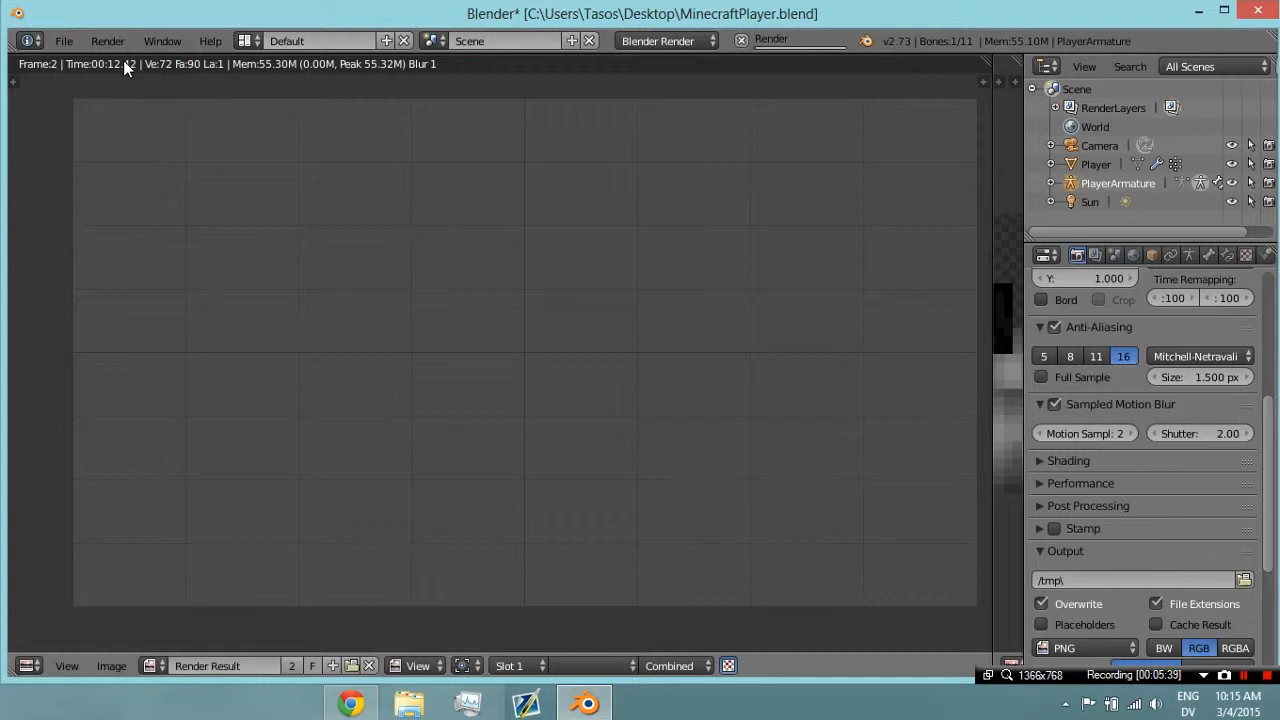 Blender* [C:\Users\Tasos\Desktop\MinecraftPlayer.blend]
File Render Window Help Default Scene Blender Render Render v2.73 | Bones:1/11 | Mem:55.10M | PlayerArmature
Frame:2 | Time:00:12. 2 | Ve:72 Fa:90 La:1 | Mem:55.30M (0.00M, Peak 55.32M) Blur 1
View Search All Scenes
Scene
RenderLayers
World
Camera
Player
PlayerArmature
Sun
Y: 1.000
Time Remapping:
Bord Crop :100 : 100
Anti-Aliasing
5 8 11 16 Mitchell-Netravali
Full Sample Size: 1.500 px
Sampled Motion Blur
Motion Sampl: 2 Shutter: 2.00
Shading
Performance
Post Processing
Stamp
Output
/tmp\
Overwrite File Extensions
Placeholders Cache Result
PNG BW RGB RGBA
View Image Render Result 2 F View Slot 1 Combined
1366x768 Recording [00:05:39]
ENG 10:15 AM
DV 3/4/2015